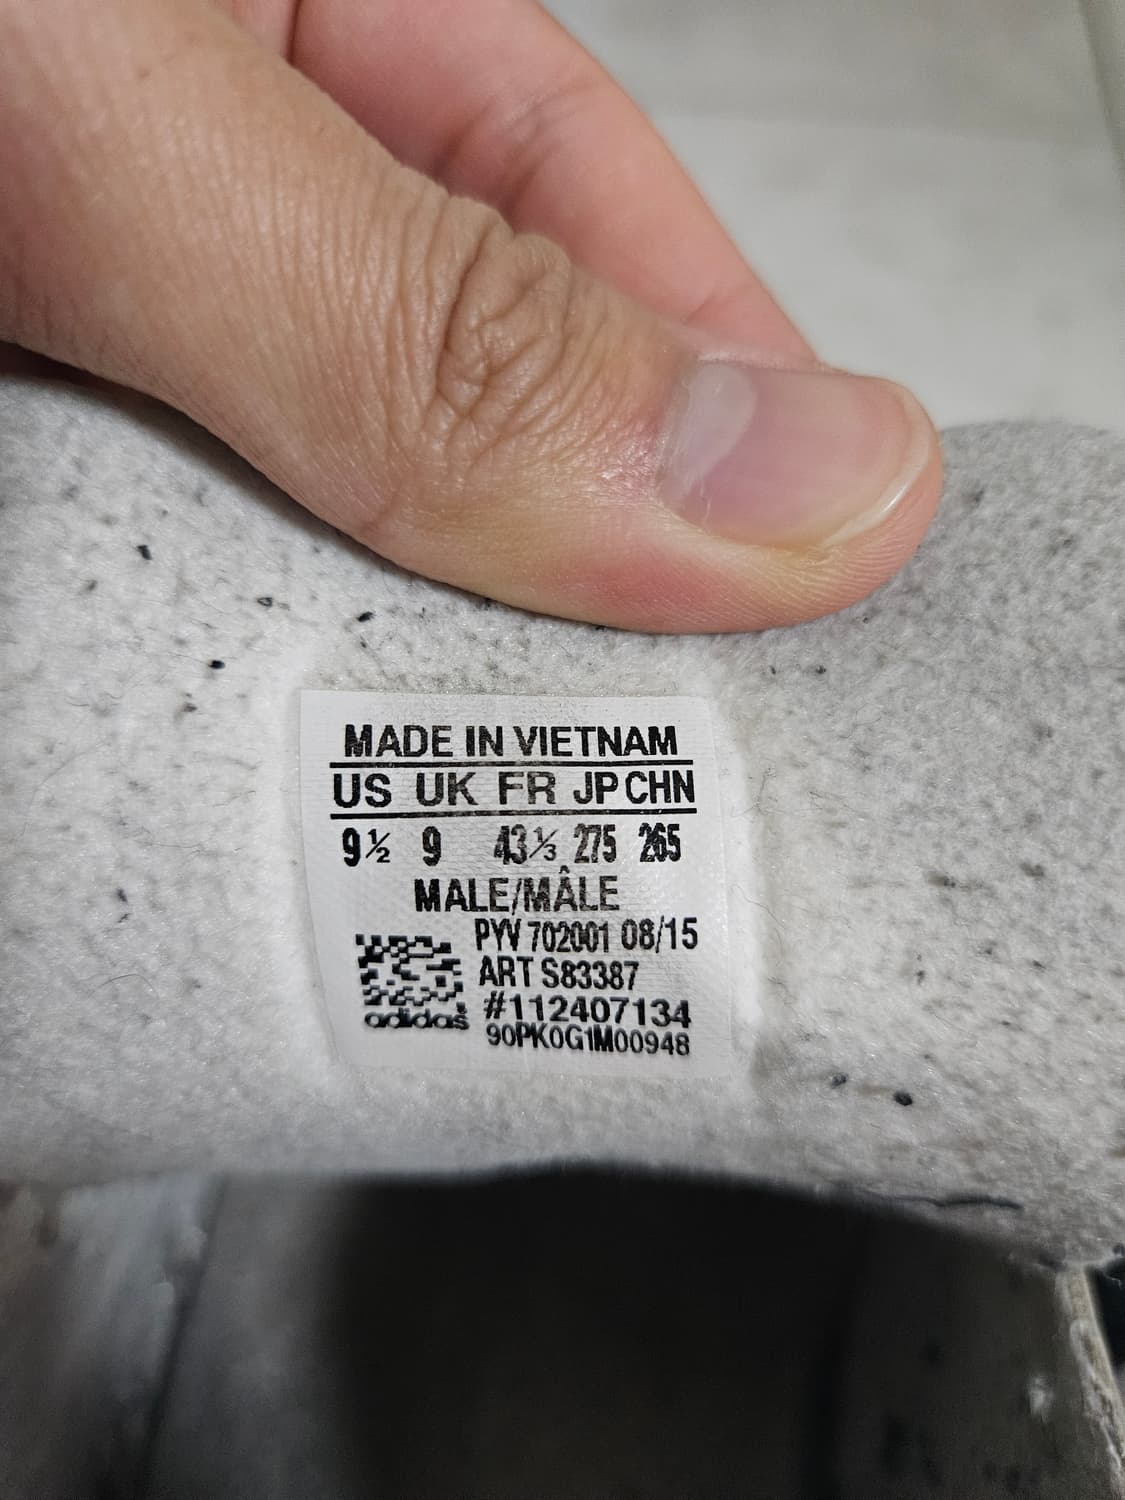 MADE IN VIETNAM
US UK FR JP CHN
9½ 9 43⅓ 275 265
MALE/MÂLE
PYV 702001 08/15
ART S83387
#112407134
adidas
90PK0G1M00948